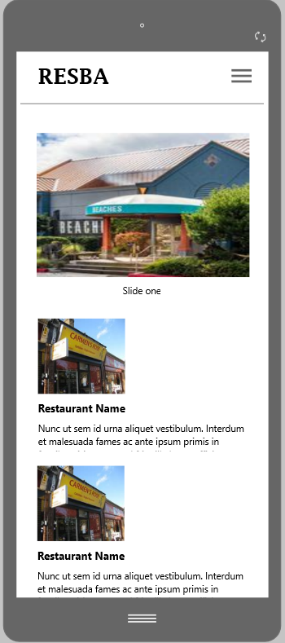 RESBA
BEACHES
BEACH
Slide one
Restaurant Name
Nunc ut sem id urna aliquet vestibulum. Interdum
et malesuada fames ac ante ipsum primis in
Restaurant Name
Nunc ut sem id urna aliquet vestibulum. Interdum
et malesuada fames ac ante ipsum primis in